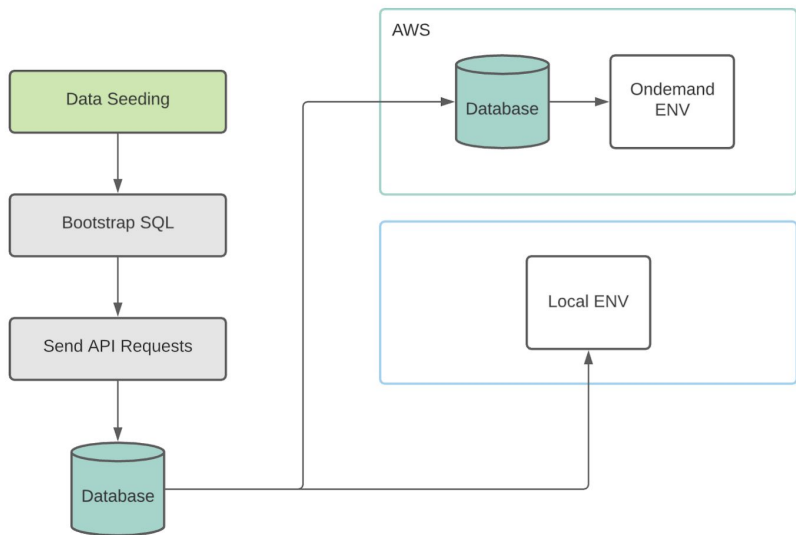 AWS
Data Seeding
Database
Ondemand
ENV
Bootstrap SQL
Local ENV
Send API Requests
Database